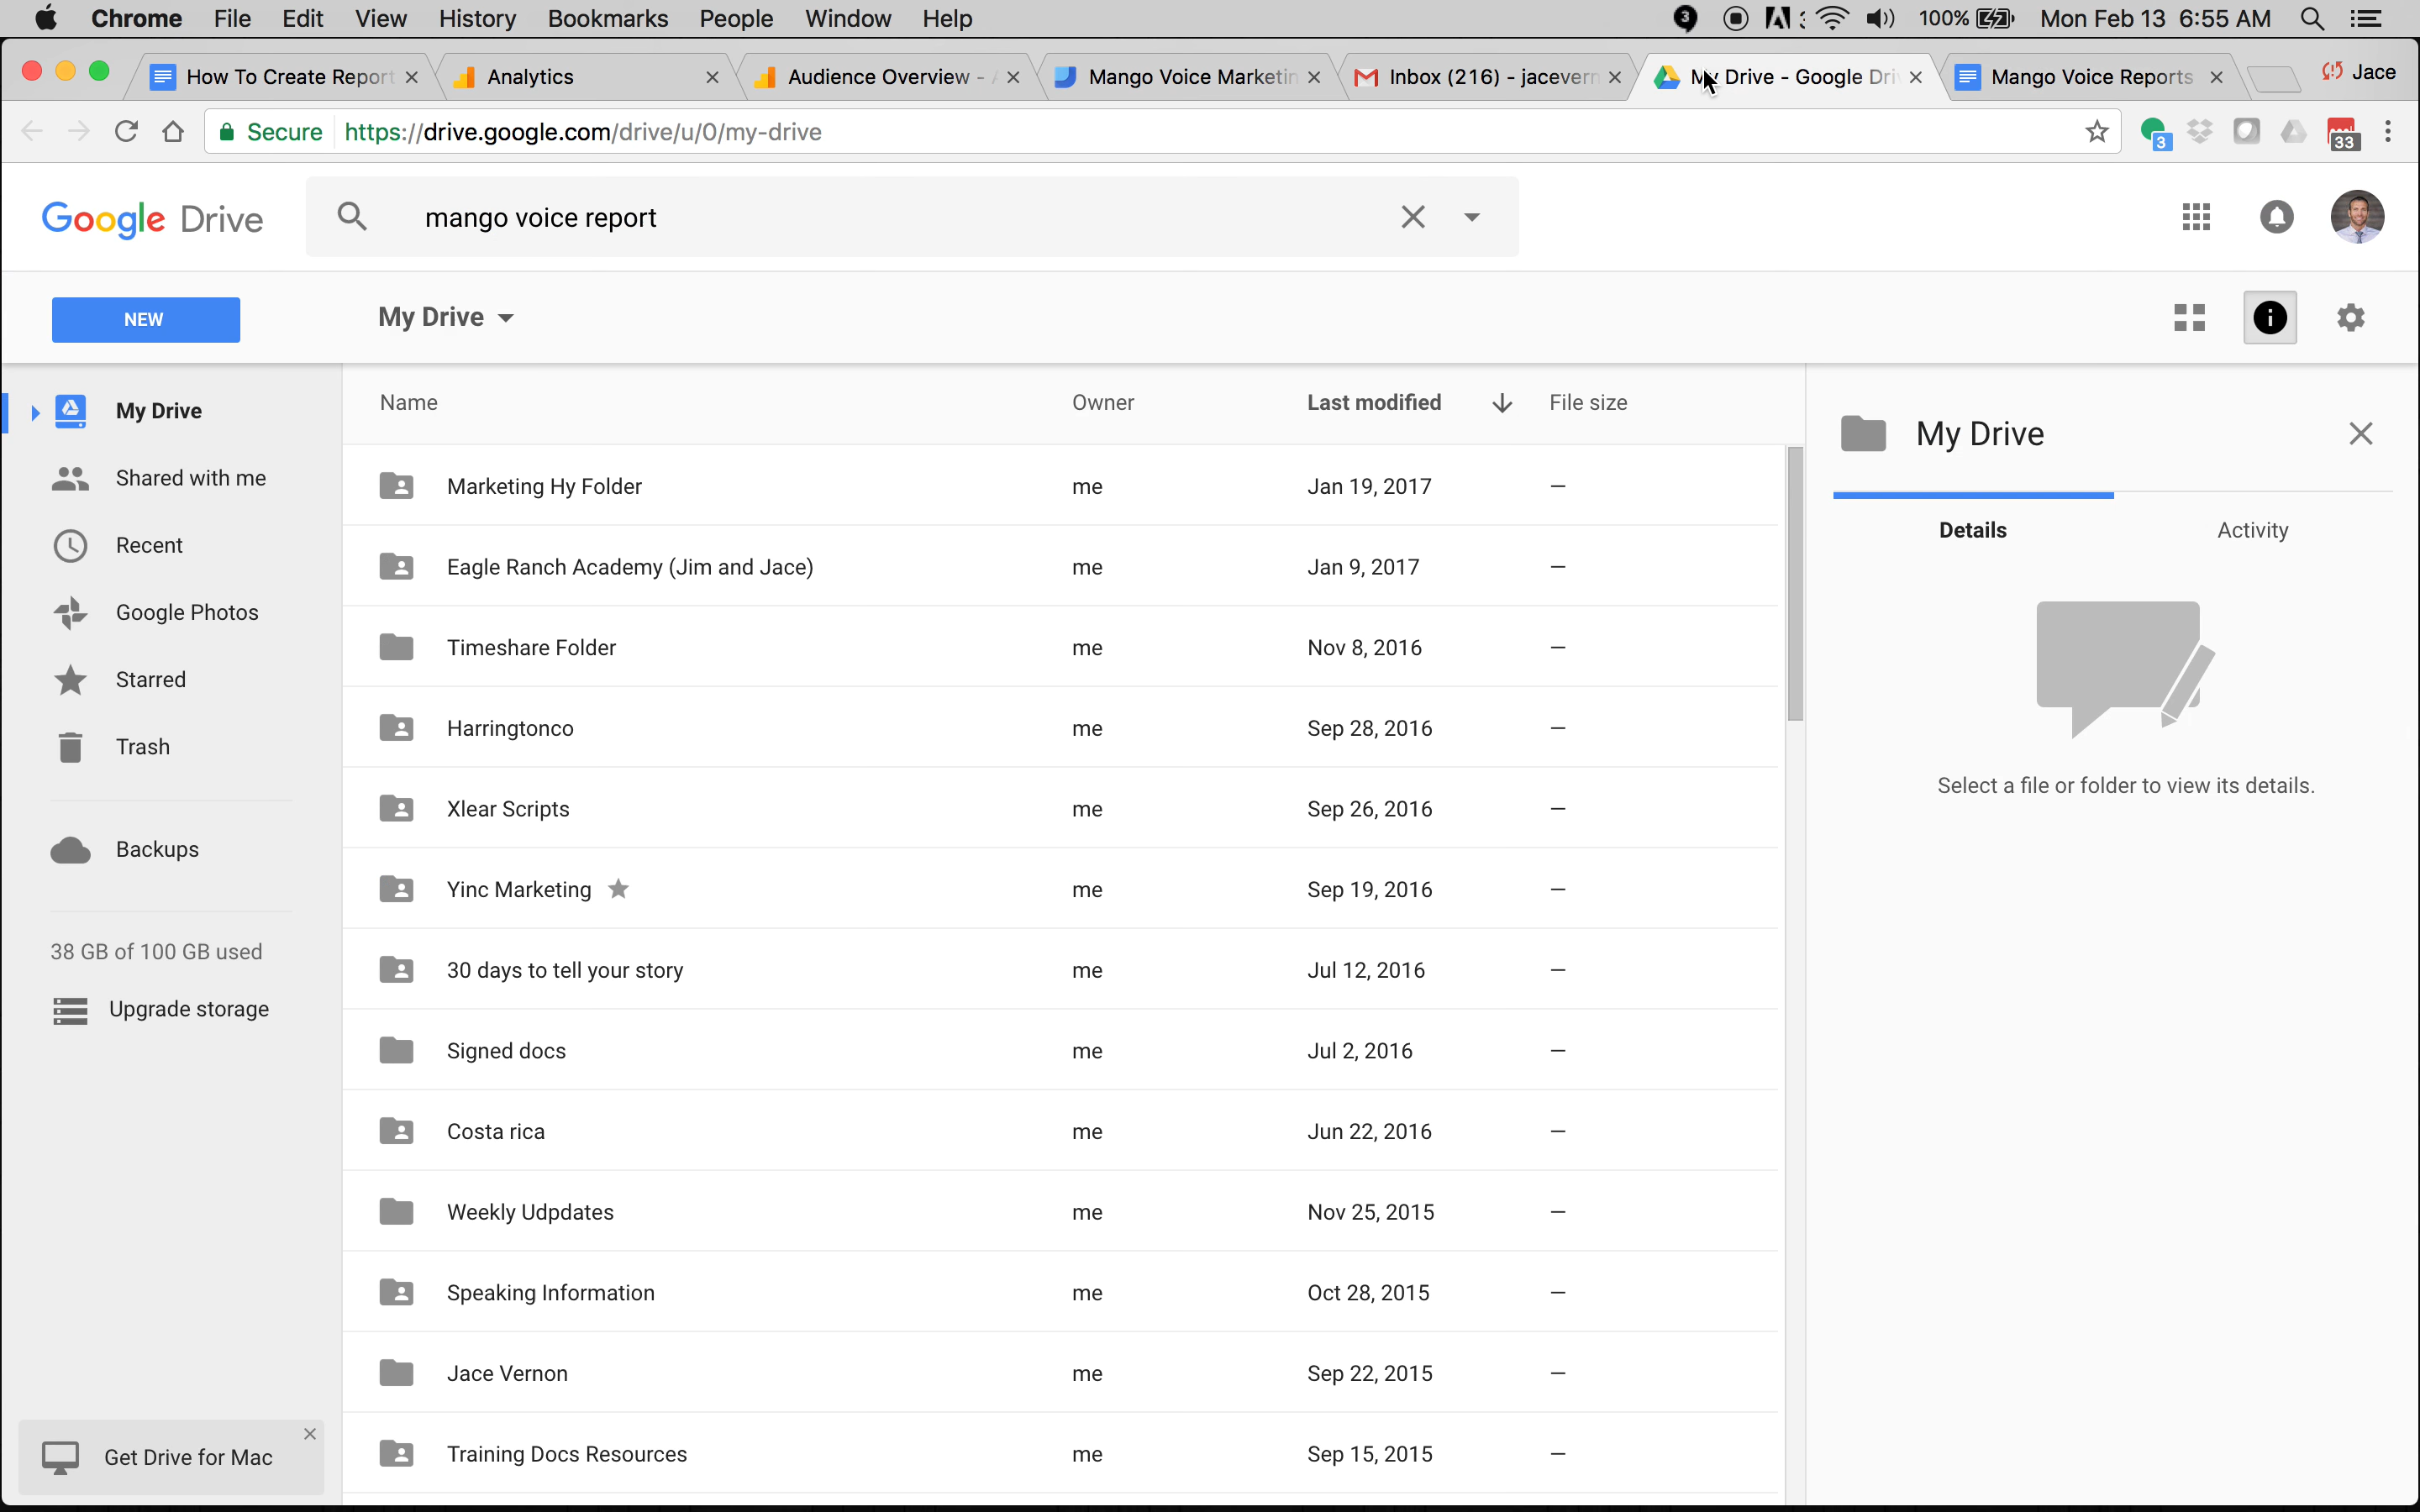 Chrome File Edit View History Bookmarks People Window Help 3 100% Mon Feb 13 6:55 AM
How To Create Report Analytics Audience Overview - Mango Voice Marketin Inbox (216) - jacevern My Drive - Google Driv Mango Voice Reports Jace
Secure https://drive.google.com/drive/u/0/my-drive 3 33
Google Drive mango voice report
NEW My Drive
Name Owner Last modified File size
My Drive
Shared with me
Recent
Google Photos
Starred
Trash
Backups
38 GB of 100 GB used
Upgrade storage
Get Drive for Mac
Marketing Hy Folder me Jan 19, 2017 —
Eagle Ranch Academy (Jim and Jace) me Jan 9, 2017 —
Timeshare Folder me Nov 8, 2016 —
Harringtonco me Sep 28, 2016 —
Xlear Scripts me Sep 26, 2016 —
Yinc Marketing me Sep 19, 2016 —
30 days to tell your story me Jul 12, 2016 —
Signed docs me Jul 2, 2016 —
Costa rica me Jun 22, 2016 —
Weekly Udpdates me Nov 25, 2015 —
Speaking Information me Oct 28, 2015 —
Jace Vernon me Sep 22, 2015 —
Training Docs Resources me Sep 15, 2015 —
My Drive
Details Activity
Select a file or folder to view its details.